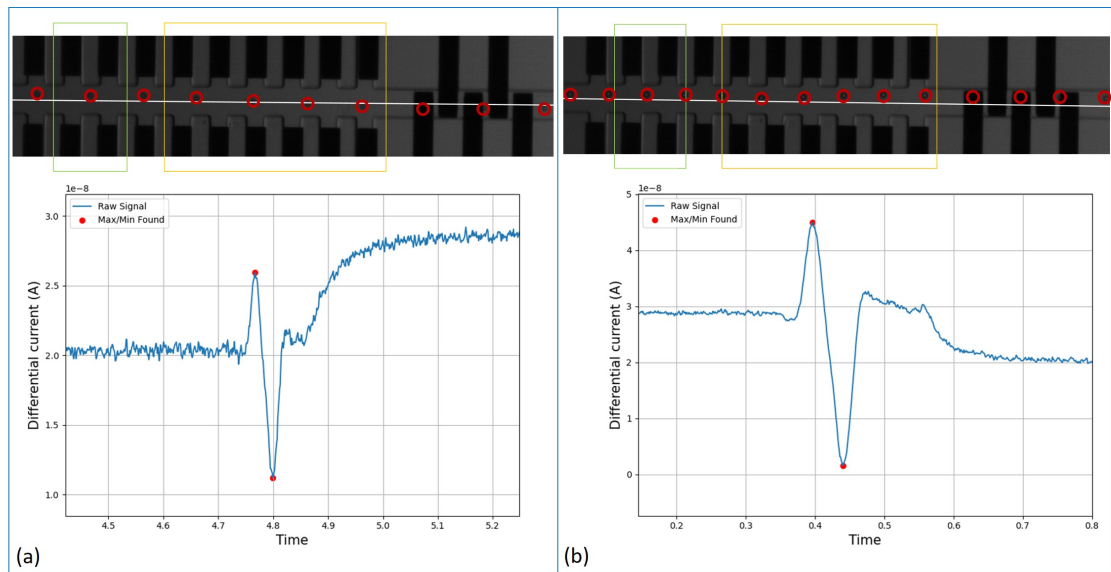 1e−8
Raw Signal
Max/Min Found
3.0
2.5
2.0
1.5
1.0
Differential current (A)
4.5
4.6
4.7
4.8
4.9
5.0
5.1
5.2
Time
(a)
1e−8
Raw Signal
Max/Min Found
5
4
3
2
1
0
Differential current (A)
0.2
0.3
0.4
0.5
0.6
0.7
0.8
Time
(b)